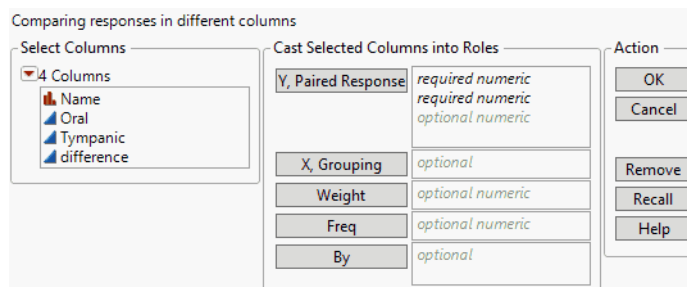 Comparing responses in different columns
Select Columns
4 Columns
Name
Oral
Tympanic
difference
Cast Selected Columns into Roles
Y, Paired Response
required numeric
required numeric
optional numeric
X, Grouping
optional
Weight
optional numeric
Freq
optional numeric
By
optional
Action
OK
Cancel
Remove
Recall
Help